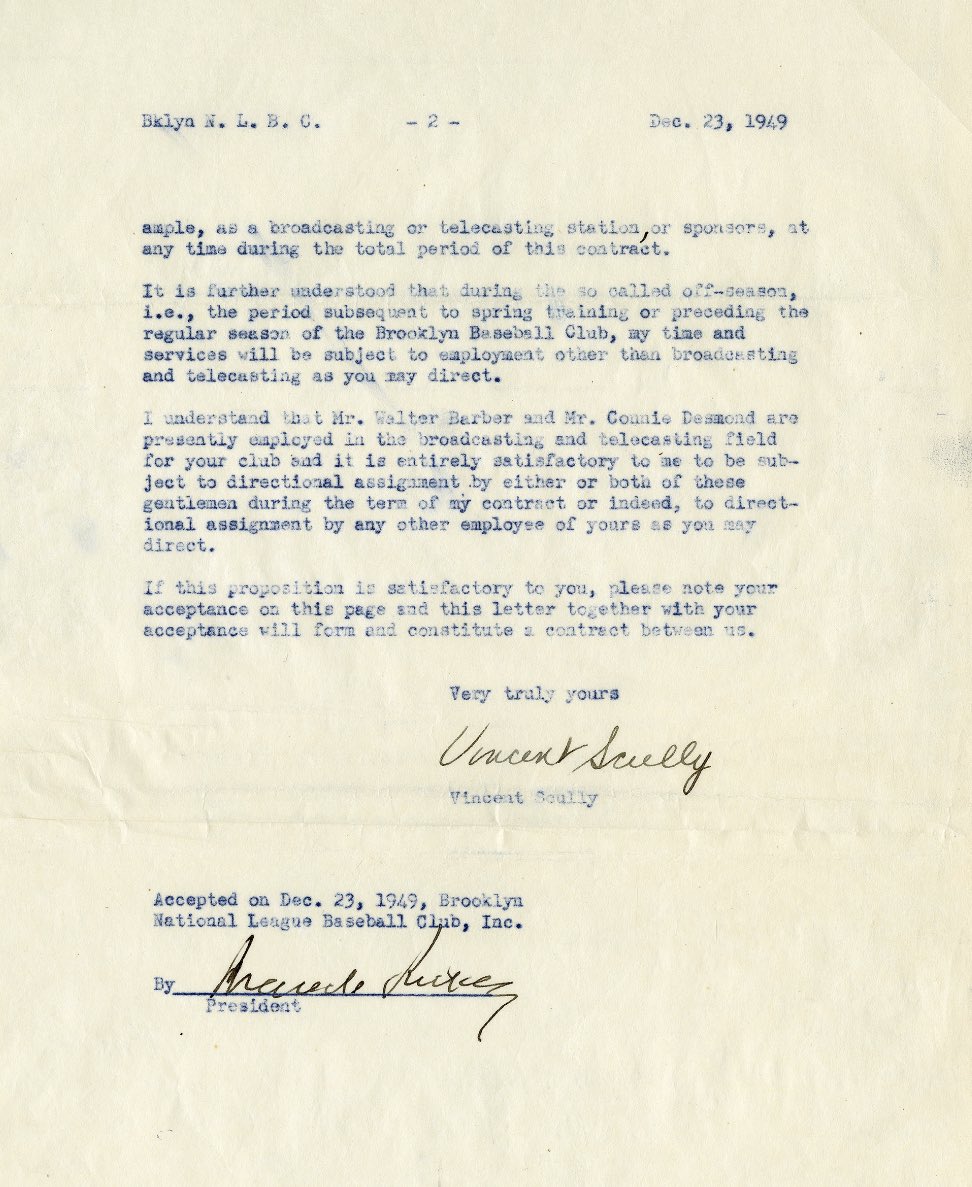 Bklyn N. L. B. C. - 2 - Dec. 23, 1949
ample, as a broadcasting or telecasting station, or sponsors, at
any time during the total period of this contract.
It is further understood that during the so called off-season,
i.e., the period subsequent to spring training or preceding the
regular season of the Brooklyn Baseball Club, my time and
services will be subject to employment other than broadcasting
and telecasting as you may direct.
I understand that Mr. Walter Barber and Mr. Connie Desmond are
presently employed in the broadcasting and telecasting field
for your club and it is entirely satisfactory to me to be sub-
ject to directional assignment by either or both of these
gentlemen during the term of my contract or indeed, to direct-
ional assignment by any other employee of yours as you may
direct.
If this proposition is satisfactory to you, please note your
acceptance on this page and this letter together with your
acceptance will form and constitute a contract between us.
Very truly yours
Vincent Scully
Vincent Scully
Accepted on Dec. 23, 1949, Brooklyn
National League Baseball Club, Inc.
By Branch Rickey
President